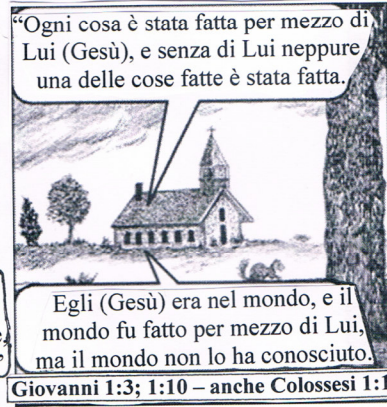 “Ogni cosa è stata fatta per mezzo di
Lui (Gesù), e senza di Lui neppure
una delle cose fatte è stata fatta.
Egli (Gesù) era nel mondo, e il
mondo fu fatto per mezzo di Lui,
ma il mondo non lo ha conosciuto.
Giovanni 1:3; 1:10 – anche Colossesi 1:1